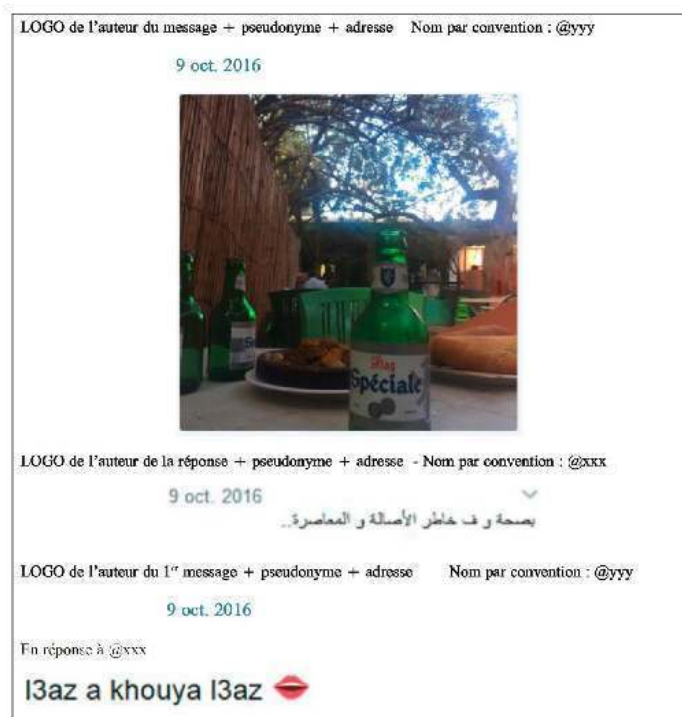 LOGO de l'auteur du message + pseudonyme + adresse Nom par convention : @yyy
9 oct. 2016
Flag
Spéciale
LOGO de l'auteur de la réponse + pseudonyme + adresse - Nom par convention : @xxx
9 oct. 2016
بصحة و ف خاطر الأصالة و المعاصرة..
LOGO de l'auteur du 1er message + pseudonyme + adresse Nom par convention : @yyy
9 oct. 2016
En réponse à @xxx
l3az a khouya l3az